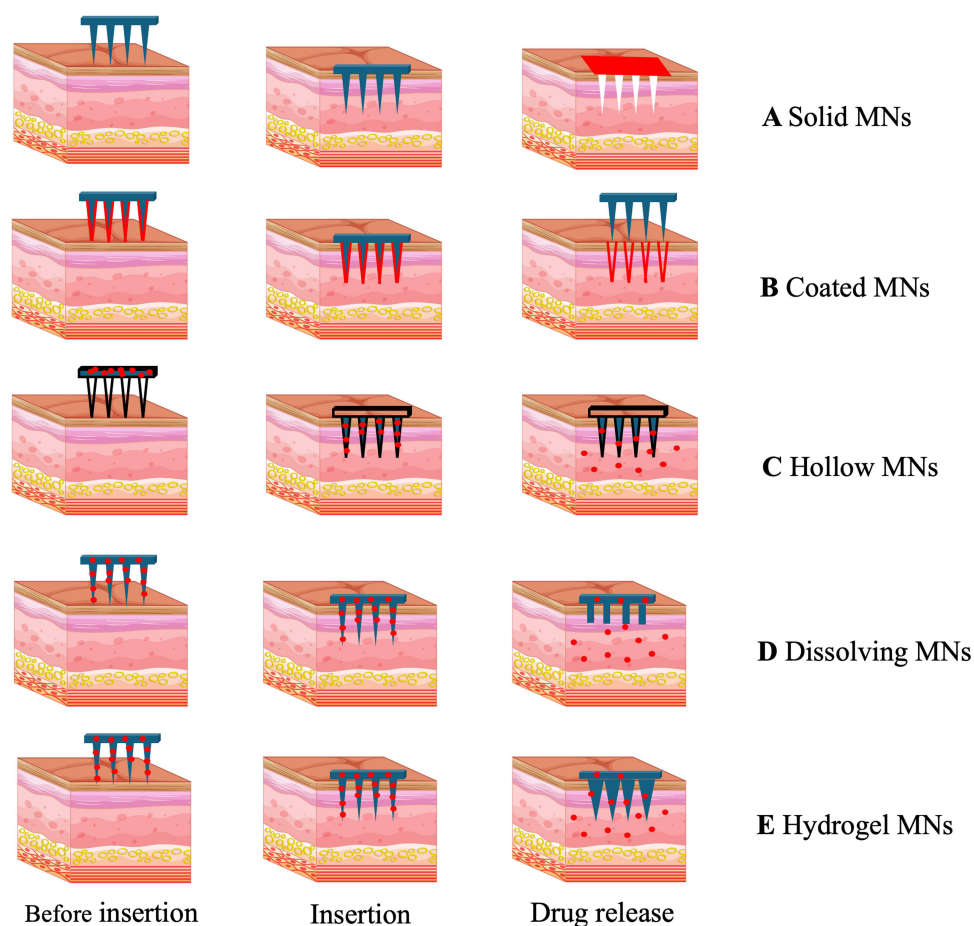 A Solid MNs
B Coated MNs
C Hollow MNs
D Dissolving MNs
E Hydrogel MNs
Before insertion
Insertion
Drug release